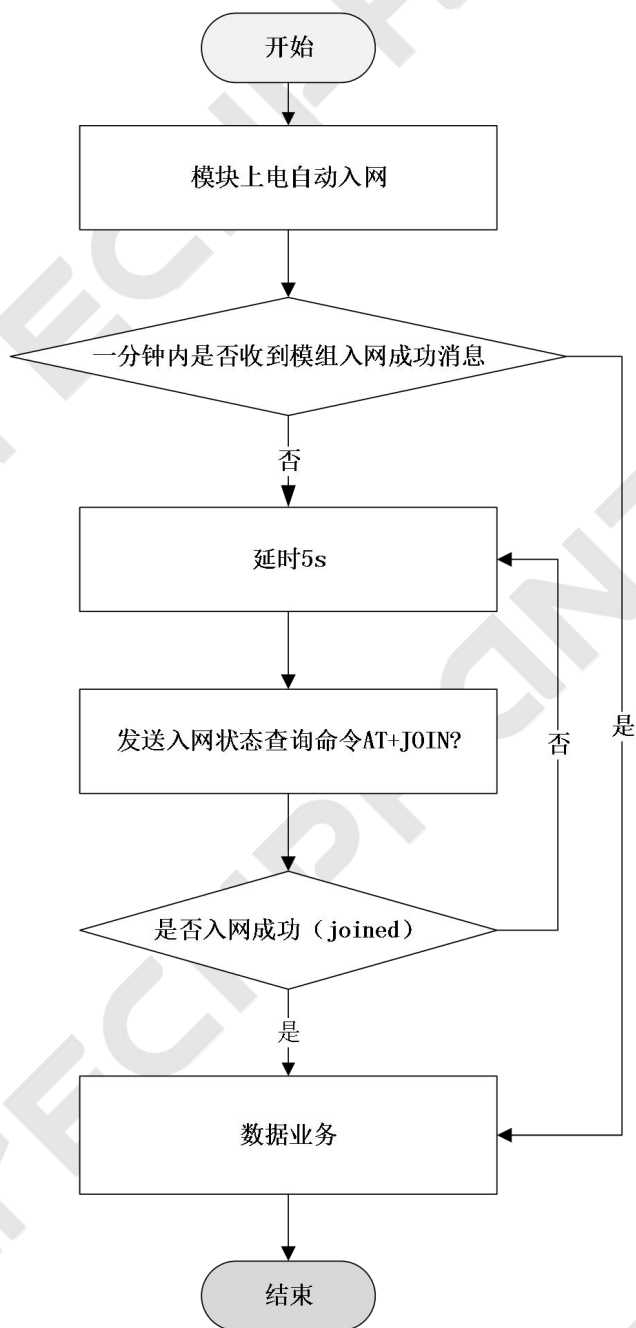 开始
模块上电自动入网
一分钟内是否收到模组入网成功消息
否
延时5s
发送入网状态查询命令AT+JOIN?
否
是
是否入网成功（joined）
是
数据业务
结束